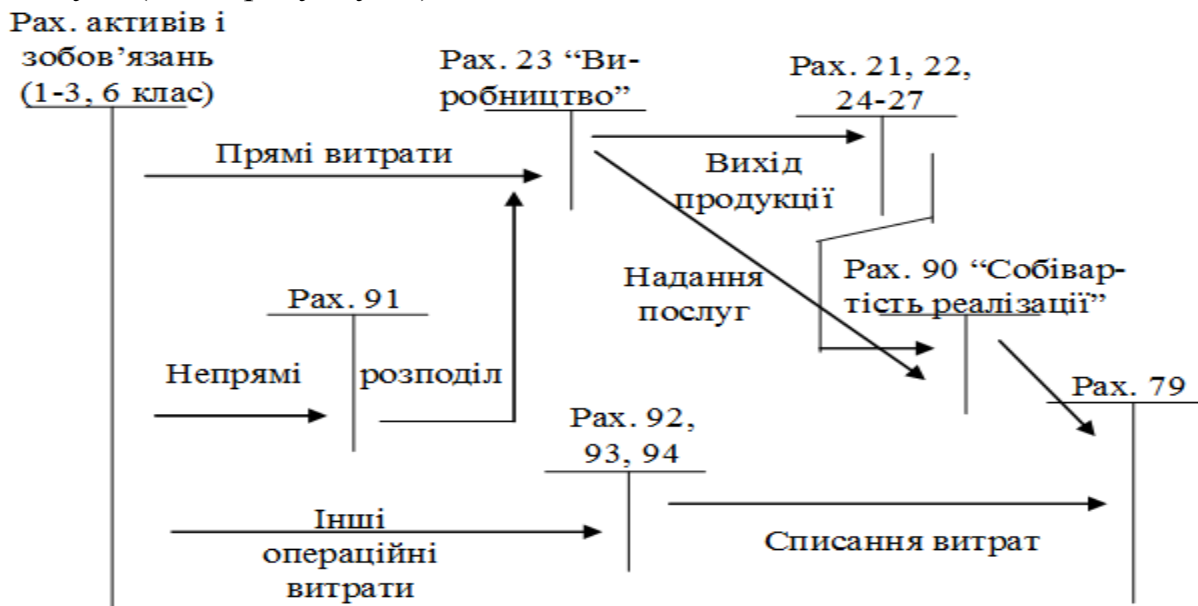 Рах. активів і
зобов’язань
(1-3, 6 клас)
Рах. 23 “Ви-
робництво”
Рах. 21, 22,
24-27
Прямі витрати
Вихід
продукції
Надання
послуг
Рах. 90 “Собівар-
тість реалізації”
Рах. 91
Непрямі
розподіл
Рах. 79
Рах. 92,
93, 94
Інші
операційні
витрати
Списання витрат